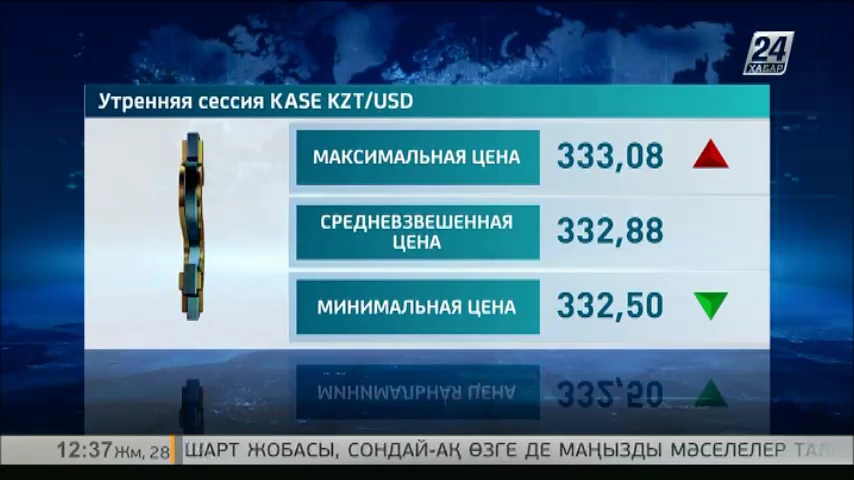 24
ХАБАР
Утренняя сессия KASE KZT/USD
МАКСИМАЛЬНАЯ ЦЕНА 333,08
СРЕДНЕВЗВЕШЕННАЯ
ЦЕНА 332,88
МИНИМАЛЬНАЯ ЦЕНА 332,50
12:37 Жм, 28 ШАРТ ЖОБАСЫ, СОНДАЙ-АҚ ӨЗГЕ ДЕ МАҢЫЗДЫ МӘСЕЛЕЛЕР ТАЛ